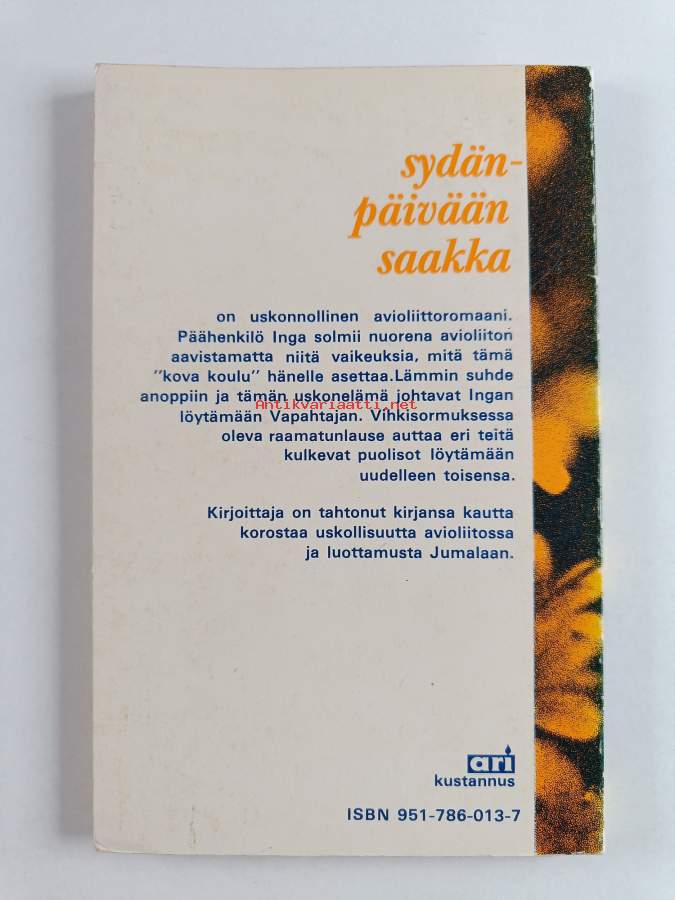 sydän-
päivään
saakka
on uskonnollinen avioliittoromaani.
Päähenkilö Inga solmii nuorena avioliiton
aavistamatta niitä vaikeuksia, mitä tämä
"kova koulu" hänelle asettaa.Lämmin suhde
anoppiin ja tämän uskonelämä johtavat Ingan
Antikvariaatti.net
löytämään Vapahtajan. Vihkisormuksessa
oleva raamatunlause auttaa eri teitä
kulkevat puolisot löytämään
uudelleen toisensa.
Kirjoittaja on tahtonut kirjansa kautta
korostaa uskollisuutta avioliitossa
ja luottamusta Jumalaan.
ari
kustannus
ISBN 951-786-013-7